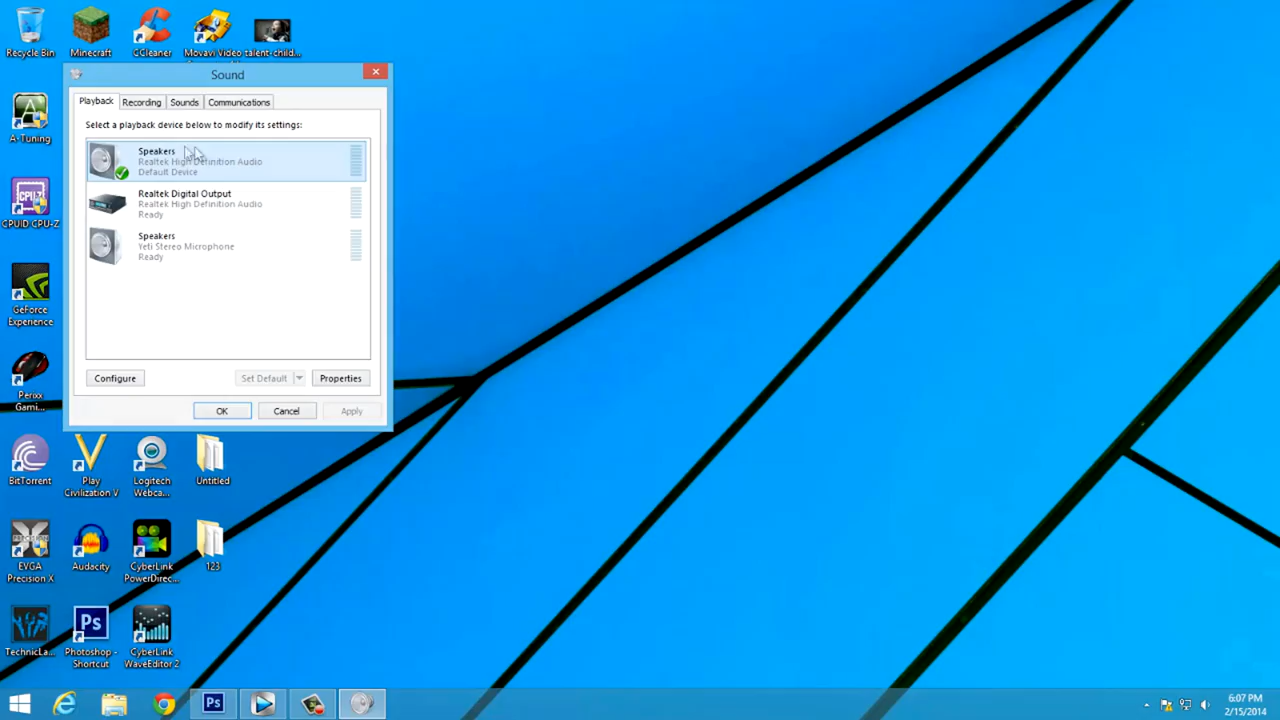 Recycle Bin
Minecraft
CCleaner
Movavi Video
talent-child...
Sound
Playback
Recording
Sounds
Communications
Select a playback device below to modify its settings:
Speakers
Realtek High Definition Audio
Default Device
Realtek Digital Output
Realtek High Definition Audio
Ready
Speakers
Yeti Stereo Microphone
Ready
Configure
Set Default
Properties
OK
Cancel
Apply
A-Tuning
CPUID CPU-Z
GeForce
Experience
Perixx
Gami...
BitTorrent
Play
Civilization V
Logitech
Webca...
Untitled
EVGA
Precision X
Audacity
CyberLink
PowerDirec...
123
TechnicLa...
Photoshop -
Shortcut
CyberLink
WaveEditor 2
6:07 PM
2/15/2014